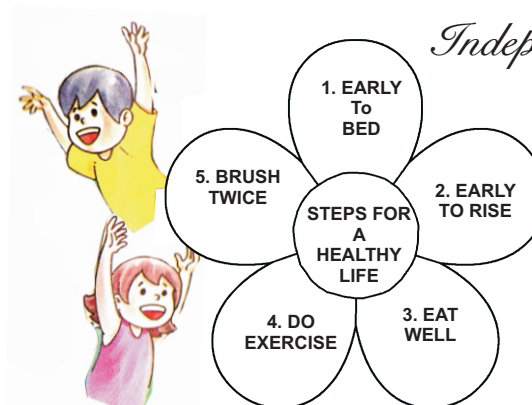 Indep
1. EARLY
To
BED
2. EARLY
TO RISE
3. EAT
WELL
4. DO
EXERCISE
5. BRUSH
TWICE
STEPS FOR
A
HEALTHY
LIFE